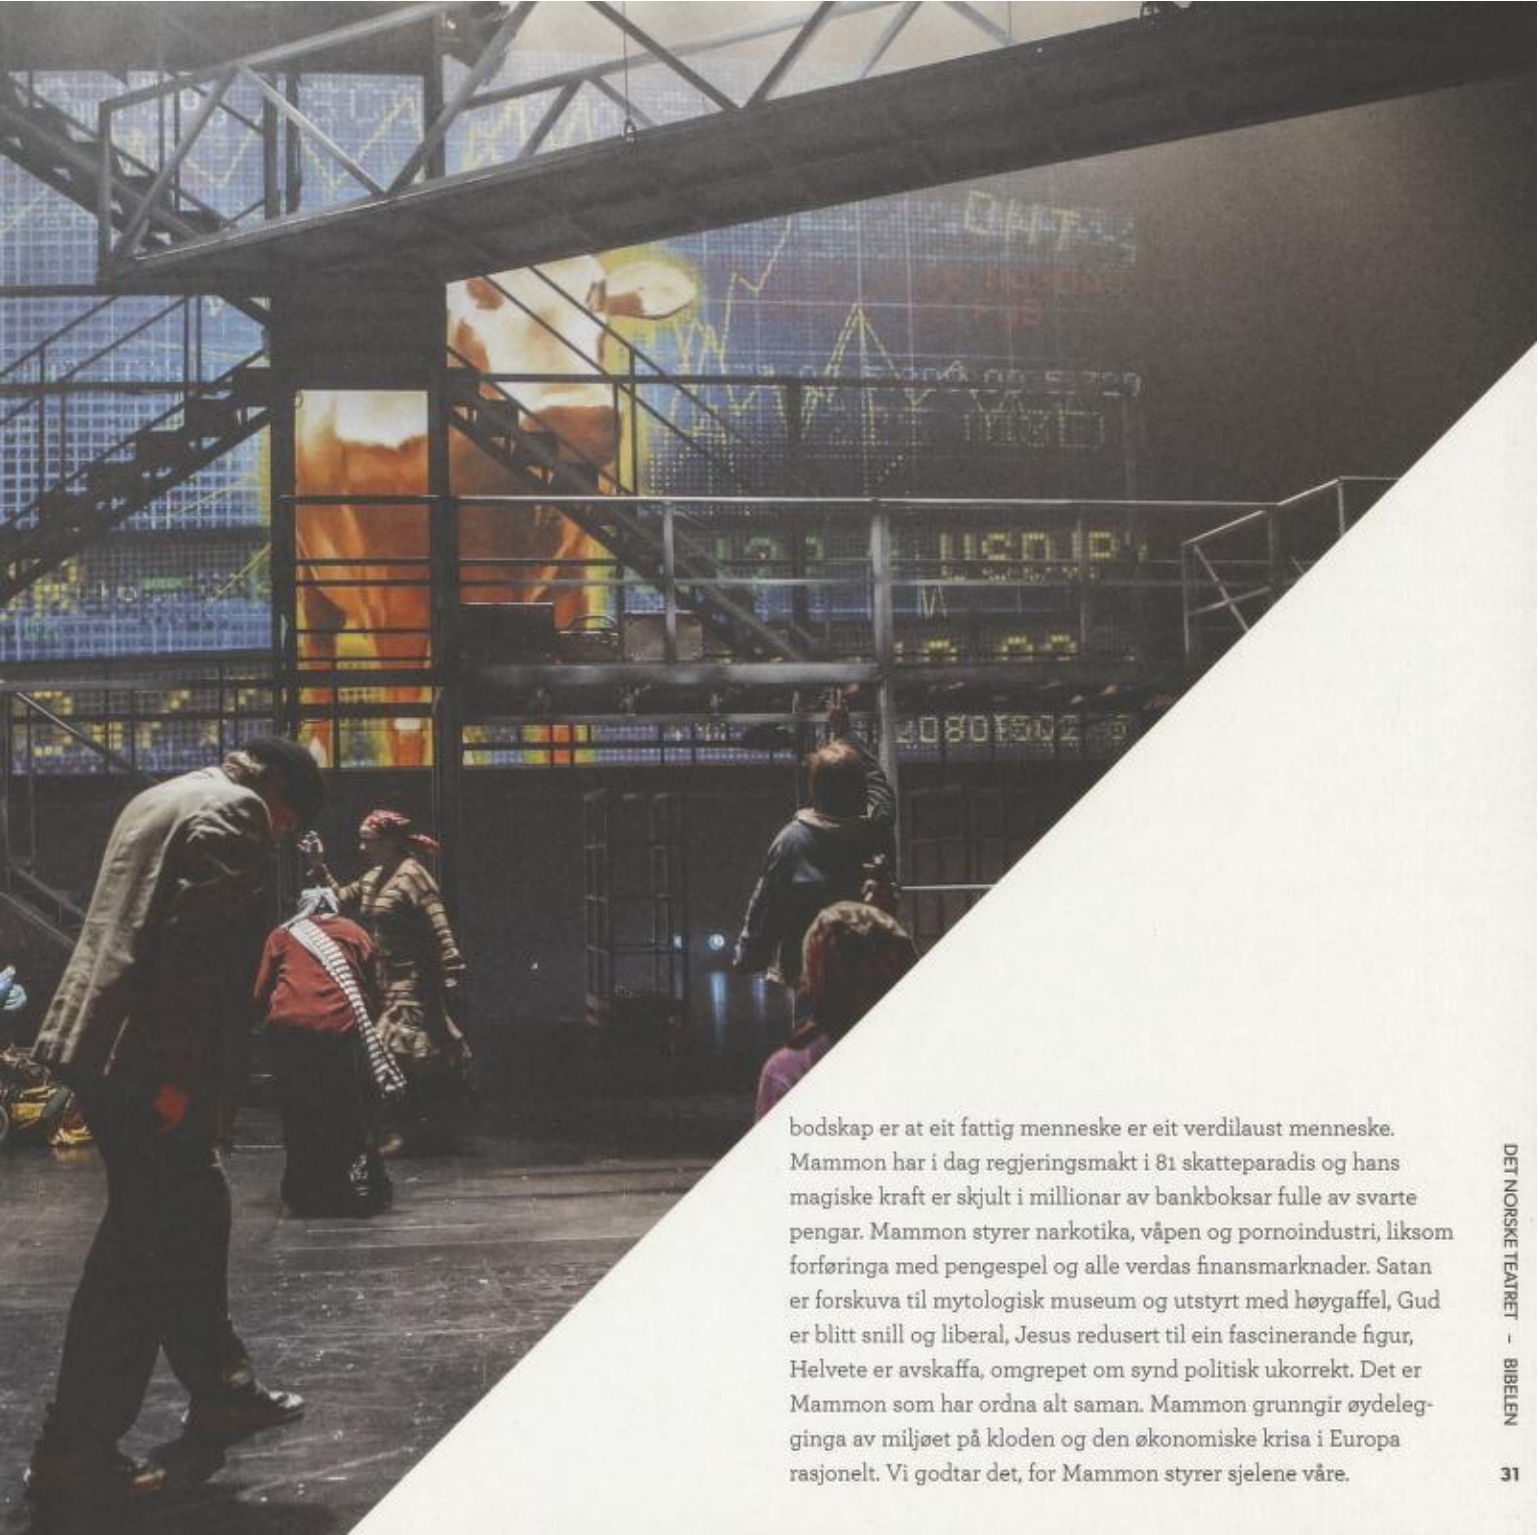 OHT
USDJPY
M
20801502 5
bodskap er at eit fattig menneske er eit verdilaust menneske.
Mammon har i dag regjeringsmakt i 81 skatteparadis og hans
magiske kraft er skjult i millionar av bankboksar fulle av svarte
pengar. Mammon styrer narkotika, våpen og pornoindustri, liksom
forføringa med pengespel og alle verdas finansmarknader. Satan
er forskuva til mytologisk museum og utstyrt med høygaffel, Gud
er blitt snill og liberal, Jesus redusert til ein fascinerande figur,
Helvete er avskaffa, omgrepet om synd politisk ukorrekt. Det er
Mammon som har ordna alt saman. Mammon grunngir øydeleg-
ginga av miljøet på kloden og den økonomiske krisa i Europa
rasjonelt. Vi godtar det, for Mammon styrer sjelene våre.
DET NORSKE TEATRET – BIBELEN
31